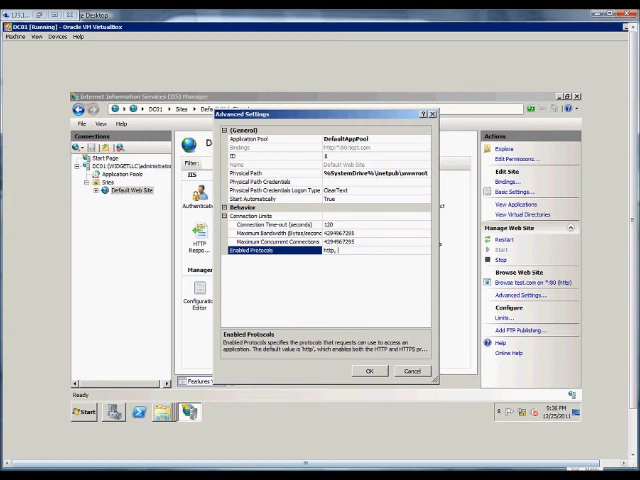 173.1...
e Desktop
DC01 [Running] - Oracle VM VirtualBox
Machine View Devices Help
Internet Information Services (IIS) Manager
DC01 Sites Defa
File View Help
Connections
Start Page
DC01 (WIDGETLLC\administrator
Application Pools
Sites
Default Web Site
Filter:
IIS
Authentica
HTTP
Respo...
Manager
Configura
Editor
Features V
Advanced Settings
(General)
Application Pool DefaultAppPool
Bindings http:*:80:test.com
ID 1
Name Default Web Site
Physical Path %SystemDrive%\inetpub\wwwroot
Physical Path Credentials
Physical Path Credentials Logon Type ClearText
Start Automatically True
Behavior
Connection Limits
Connection Time-out (seconds) 120
Maximum Bandwidth (Bytes/second 4294967295
Maximum Concurrent Connections 4294967295
Enabled Protocols http,
Enabled Protocols
Enabled Protocols specifies the protocols that requests can use to access an
application. The default value is 'http', which enables both the HTTP and HTTPS pr...
OK Cancel
Actions
Explore
Edit Permissions...
Edit Site
Bindings...
Basic Settings...
View Applications
View Virtual Directories
Manage Web Site
Restart
Start
Stop
Browse Web Site
Browse test.com on *:80 (http)
Advanced Settings...
Configure
Limits...
Add FTP Publishing...
Help
Online Help
Ready
Start
9:36 PM
12/25/2011